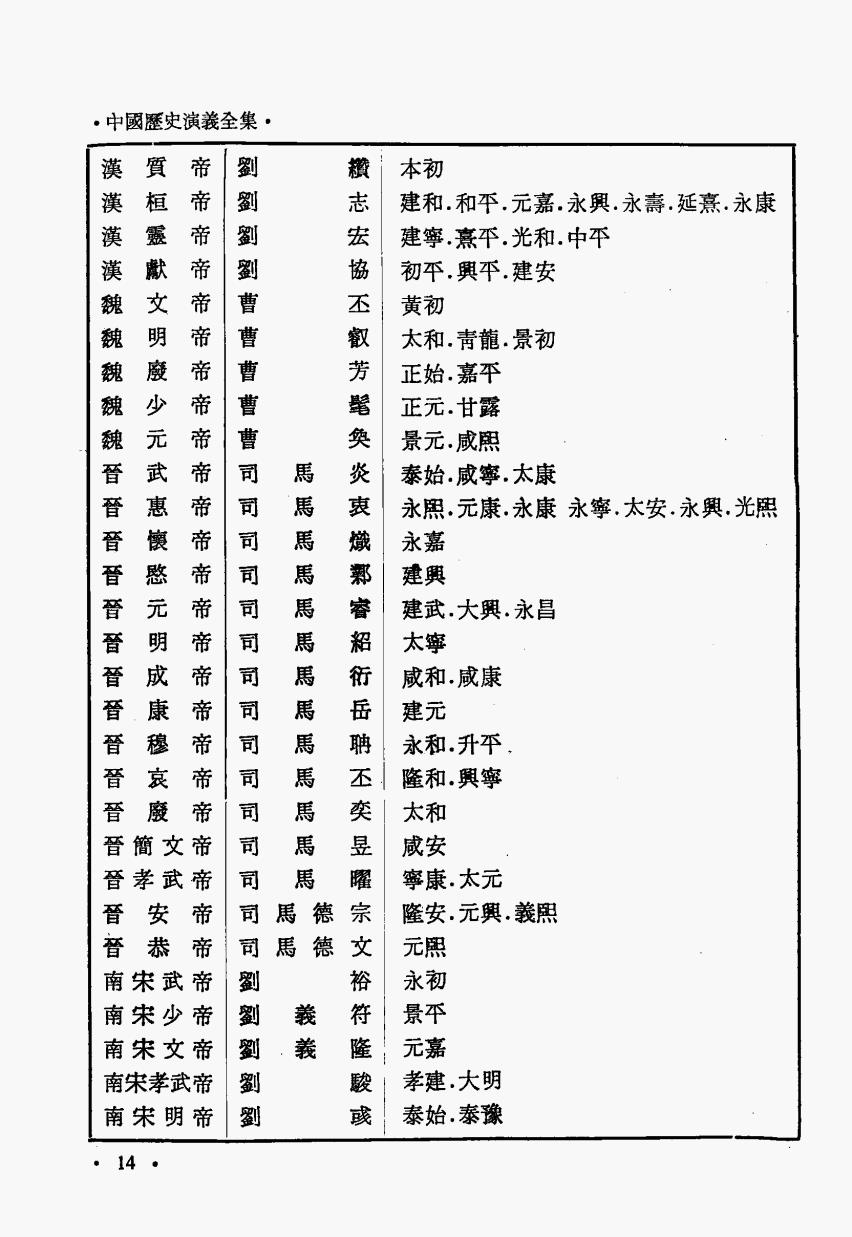 ·中國歷史演義全集·
漢質帝 劉纘 本初
漢桓帝 劉志 建和.和平.元嘉.永興.永壽.延熹.永康
漢靈帝 劉宏 建寧.熹平.光和.中平
漢獻帝 劉協 初平.興平.建安
魏文帝 曹丕 黃初
魏明帝 曹叡 太和.青龍.景初
魏廢帝 曹芳 正始.嘉平
魏少帝 曹髦 正元.甘露
魏元帝 曹奐 景元.咸熙
晉武帝 司馬炎 泰始.咸寧.太康
晉惠帝 司馬衷 永熙.元康.永康 永寧.太安.永興.光熙
晉懷帝 司馬熾 永嘉
晉愍帝 司馬鄴 建興
晉元帝 司馬睿 建武.大興.永昌
晉明帝 司馬紹 太寧
晉成帝 司馬衍 咸和.咸康
晉康帝 司馬岳 建元
晉穆帝 司馬聃 永和.升平
晉哀帝 司馬丕 隆和.興寧
晉廢帝 司馬奕 太和
晉簡文帝 司馬昱 咸安
晉孝武帝 司馬曜 寧康.太元
晉安帝 司馬德宗 隆安.元興.義熙
晉恭帝 司馬德文 元熙
南宋武帝 劉裕 永初
南宋少帝 劉義符 景平
南宋文帝 劉義隆 元嘉
南宋孝武帝 劉駿 孝建.大明
南宋明帝 劉彧 泰始.泰豫
· 14 ·